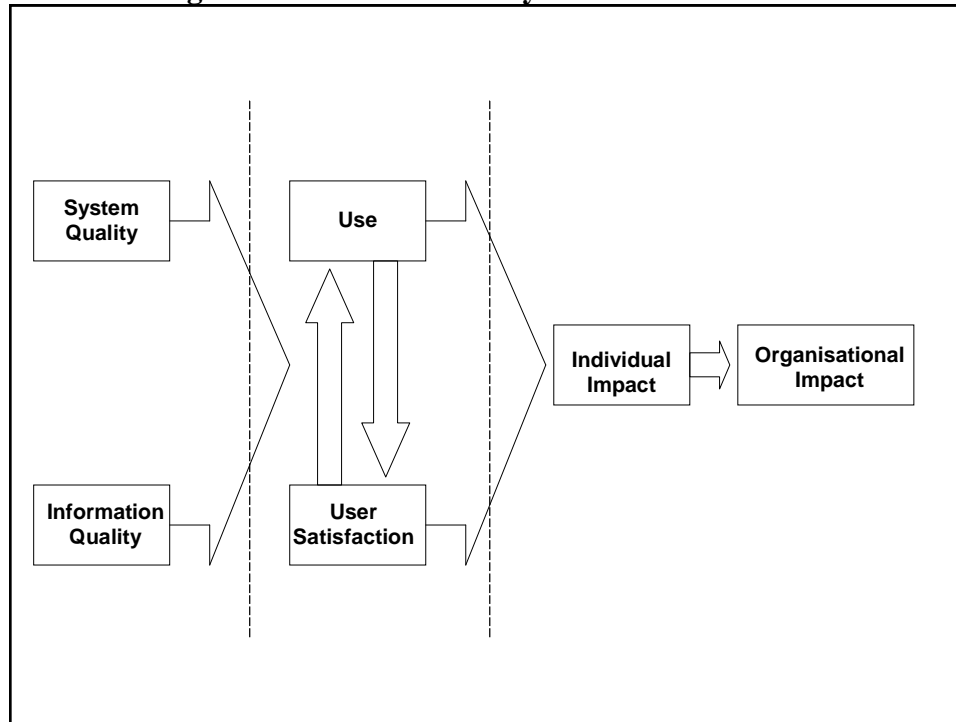 System
Quality
Use
Individual
Impact
Organisational
Impact
Information
Quality
User
Satisfaction